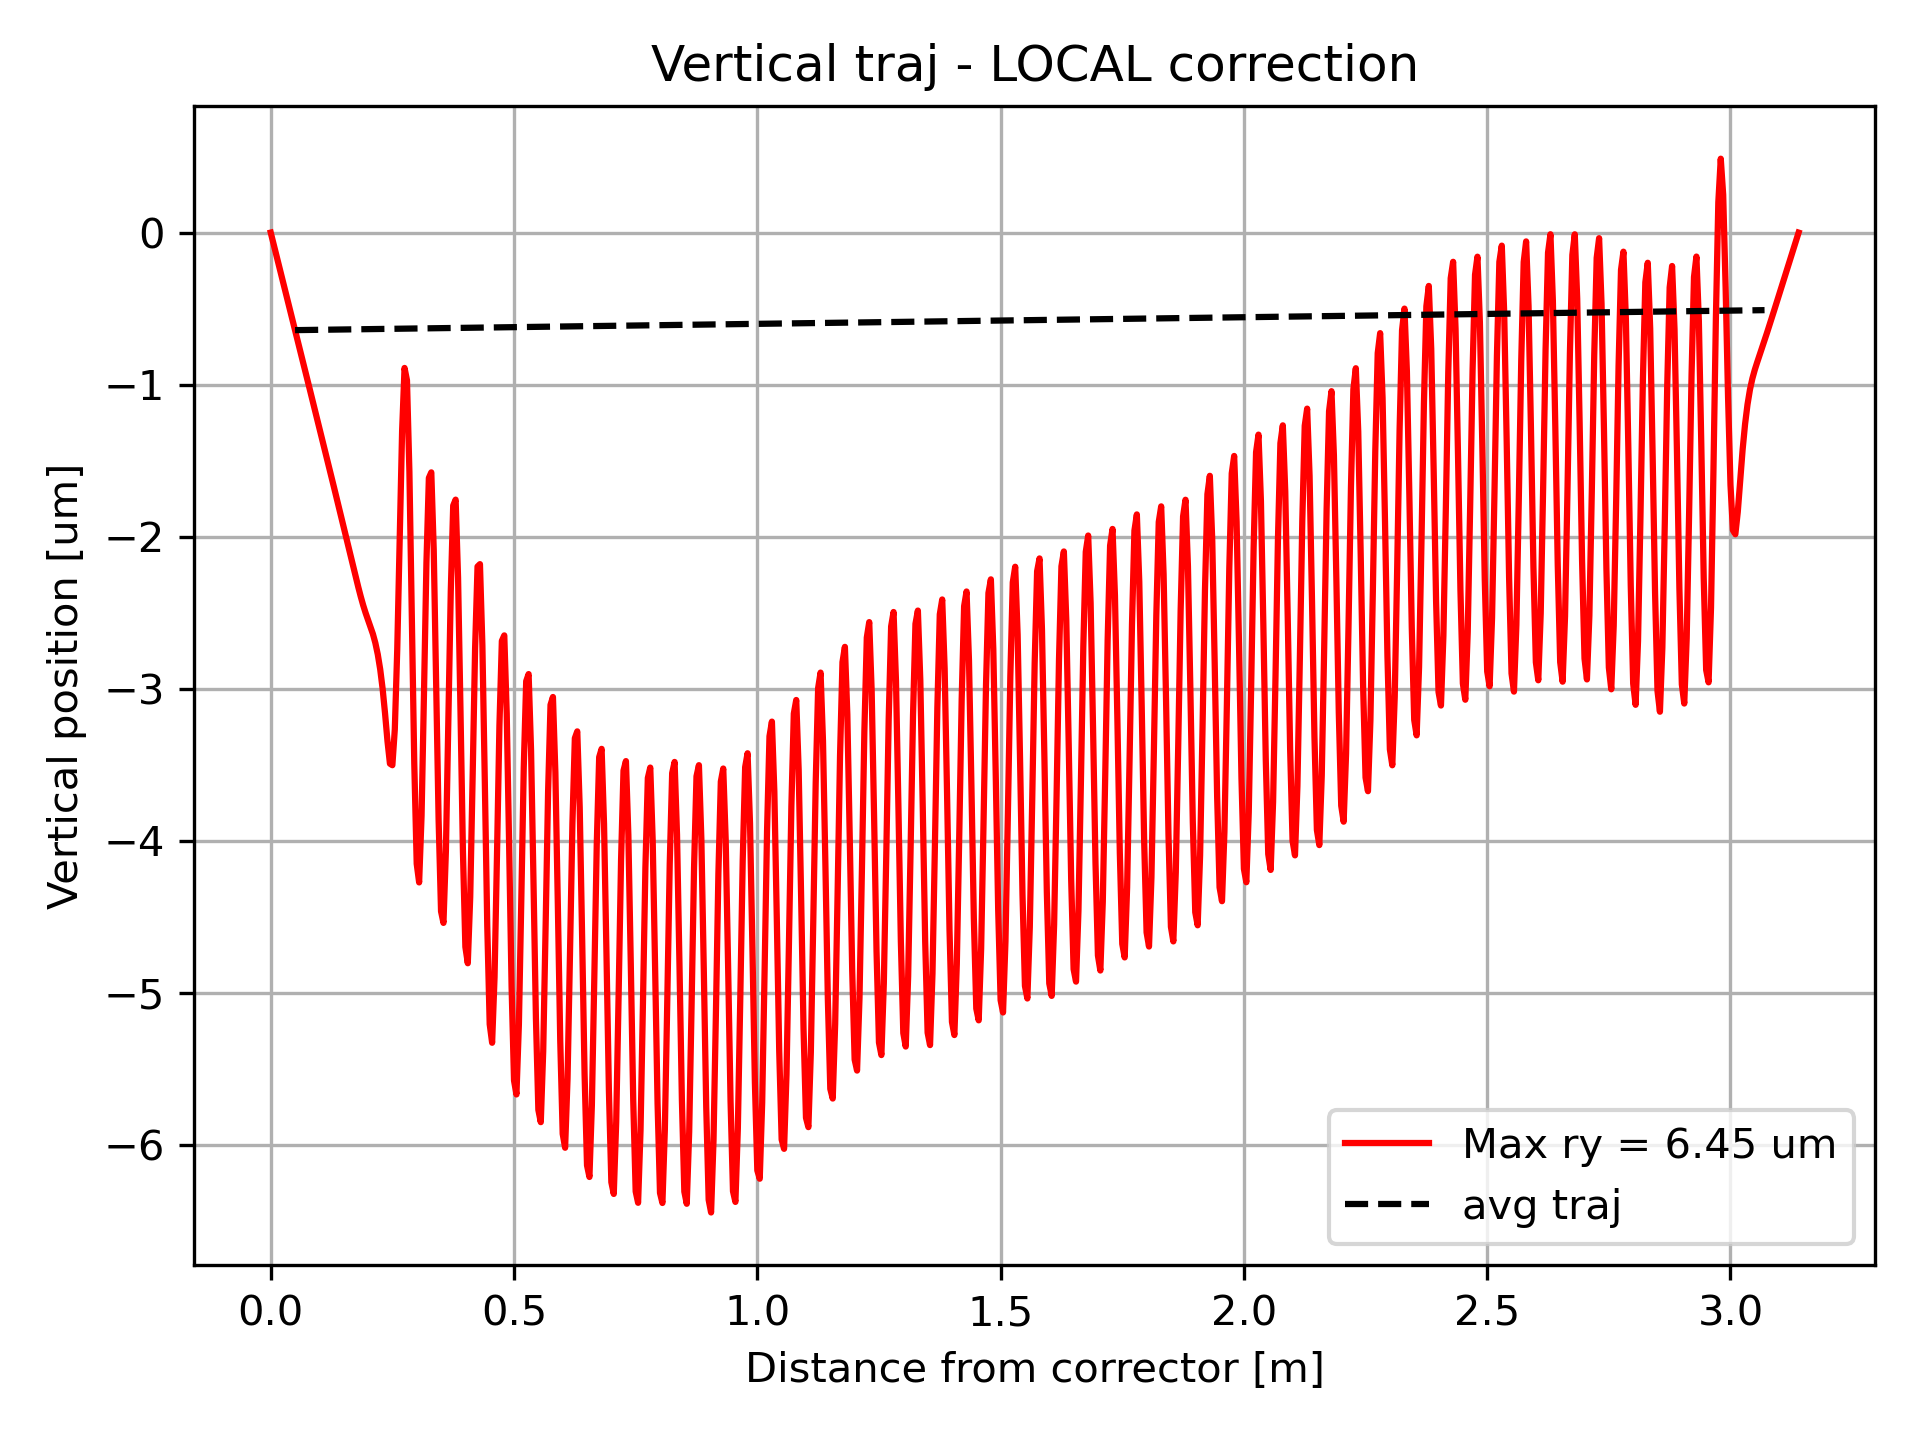 Vertical traj - LOCAL correction
Vertical position [um]
0
−1
−2
−3
−4
−5
−6
Max ry = 6.45 um
avg traj
0.0 0.5 1.0 1.5 2.0 2.5 3.0
Distance from corrector [m]